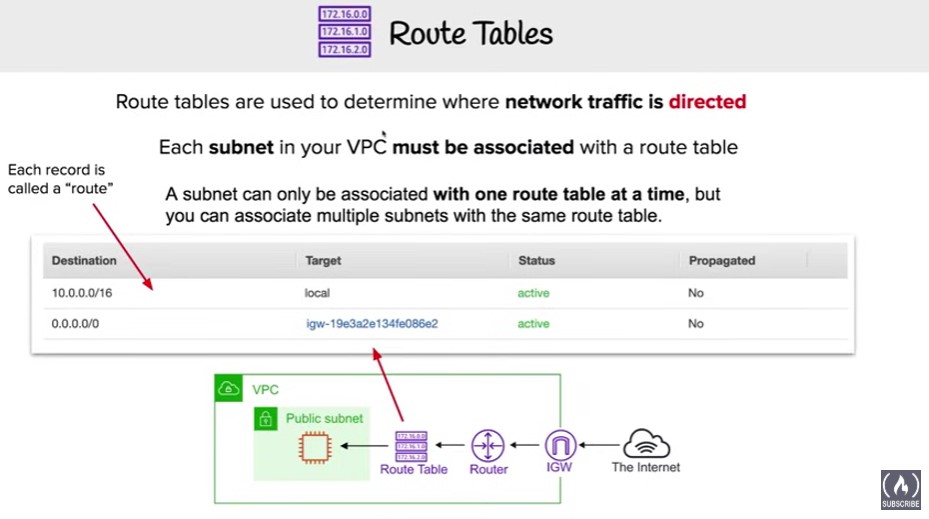 172.16.0.0
172.16.1.0
172.16.2.0
Route Tables
Route tables are used to determine where network traffic is directed
Each subnet in your VPC must be associated with a route table
Each record is
called a “route”
A subnet can only be associated with one route table at a time, but
you can associate multiple subnets with the same route table.
Destination Target Status Propagated
10.0.0.0/16 local active No
0.0.0.0/0 igw-19e3a2e134fe086e2 active No
VPC
Public subnet
172.16.0.0
172.16.1.0
172.16.2.0
Route Table Router IGW The Internet
SUBSCRIBE